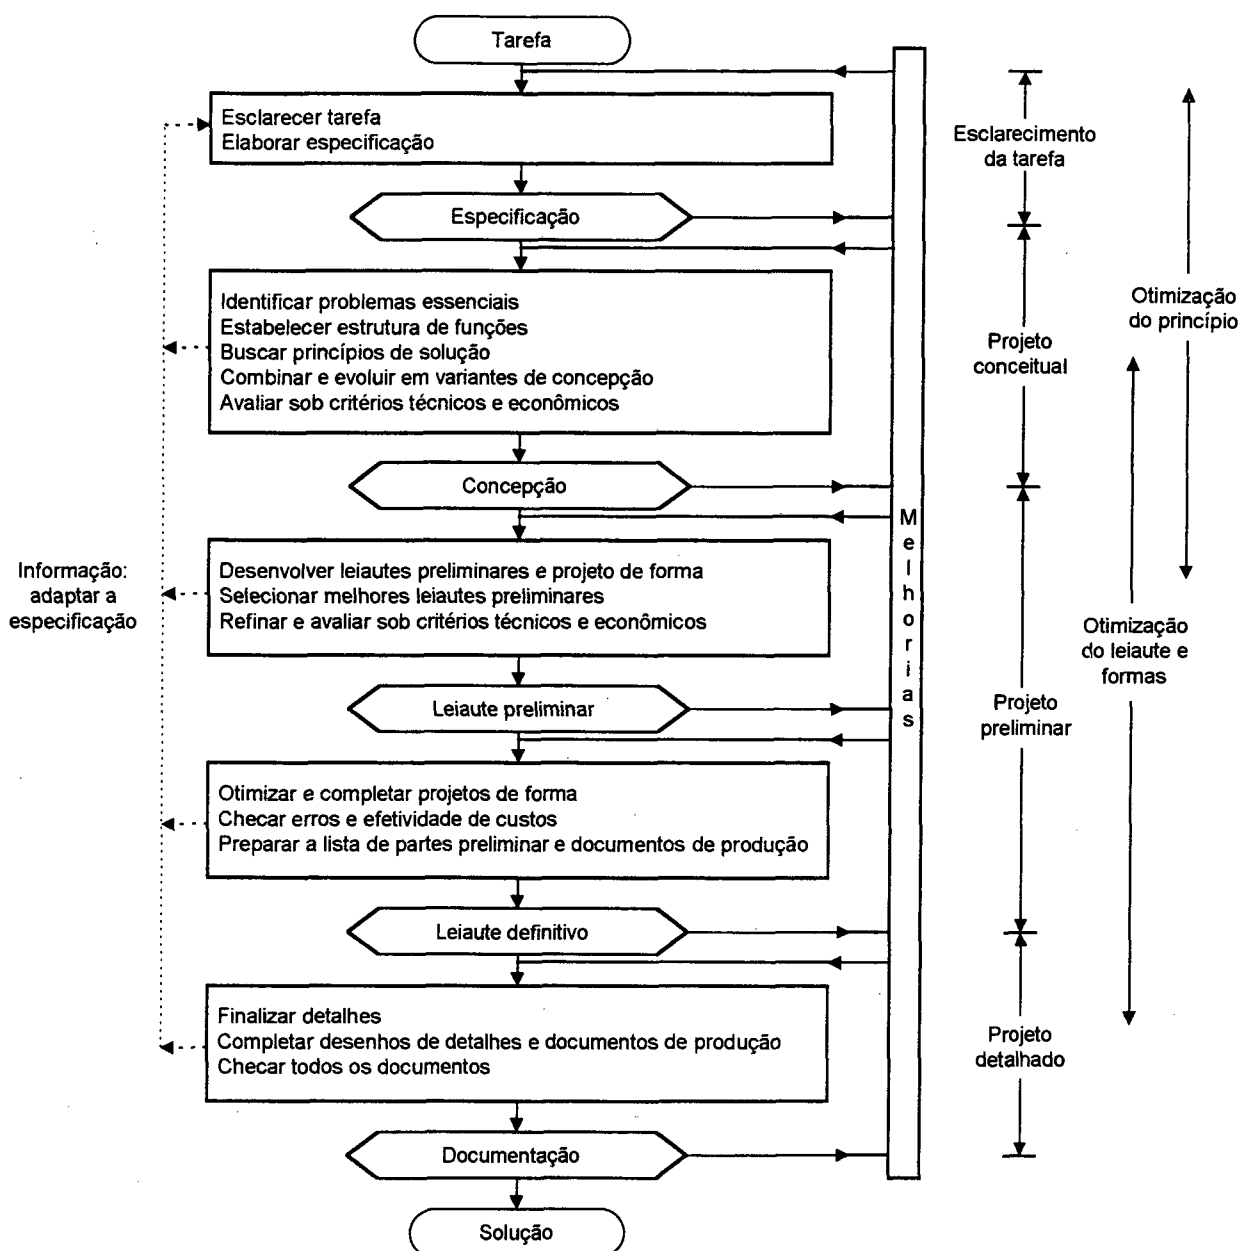 Tarefa
Esclarecer tarefa
Elaborar especificação
Especificação
Identificar problemas essenciais
Estabelecer estrutura de funções
Buscar princípios de solução
Combinar e evoluir em variantes de concepção
Avaliar sob critérios técnicos e econômicos
Concepção
Desenvolver leiautes preliminares e projeto de forma
Selecionar melhores leiautes preliminares
Refinar e avaliar sob critérios técnicos e econômicos
Leiaute preliminar
Otimizar e completar projetos de forma
Checar erros e efetividade de custos
Preparar a lista de partes preliminar e documentos de produção
Leiaute definitivo
Finalizar detalhes
Completar desenhos de detalhes e documentos de produção
Checar todos os documentos
Documentação
Solução
Informação:
adaptar a
especificação
Melhorias
Esclarecimento
da tarefa
Projeto
conceitual
Projeto
preliminar
Projeto
detalhado
Otimização
do princípio
Otimização
do leiaute e
formas